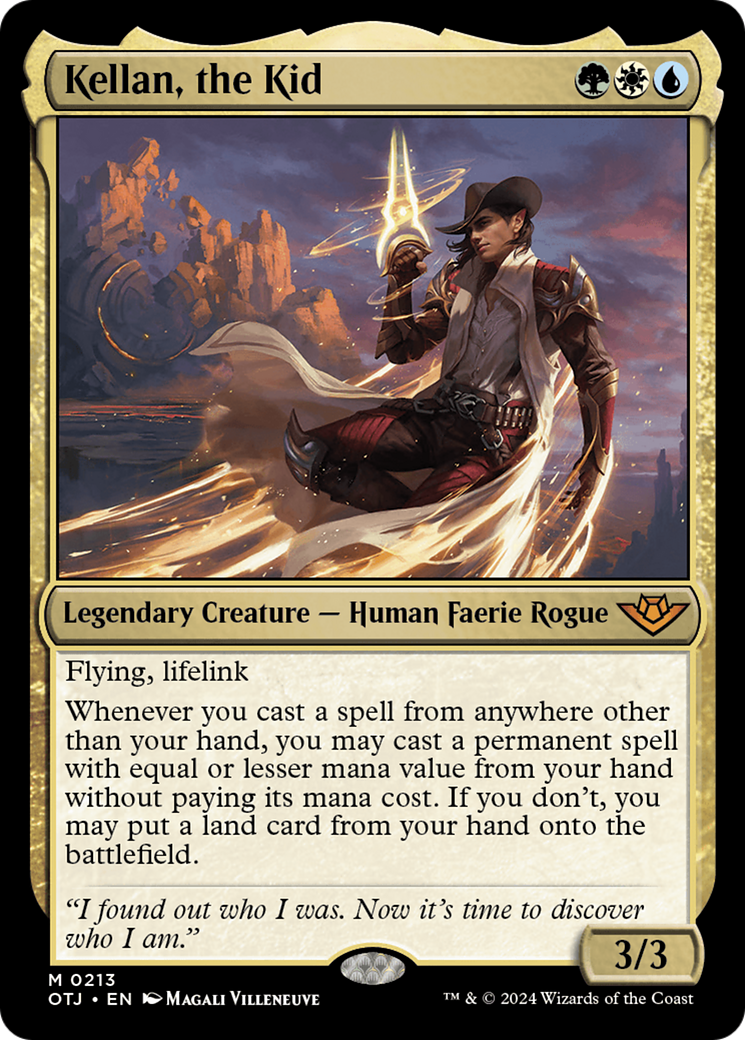 Kellan, the Kid
Legendary Creature — Human Faerie Rogue
Flying, lifelink
Whenever you cast a spell from anywhere other
than your hand, you may cast a permanent spell
with equal or lesser mana value from your hand
without paying its mana cost. If you don’t, you
may put a land card from your hand onto the
battlefield.
“I found out who I was. Now it’s time to discover
who I am.”
3/3
M 0213
OTJ • EN Magali Villeneuve
™ & © 2024 Wizards of the Coast